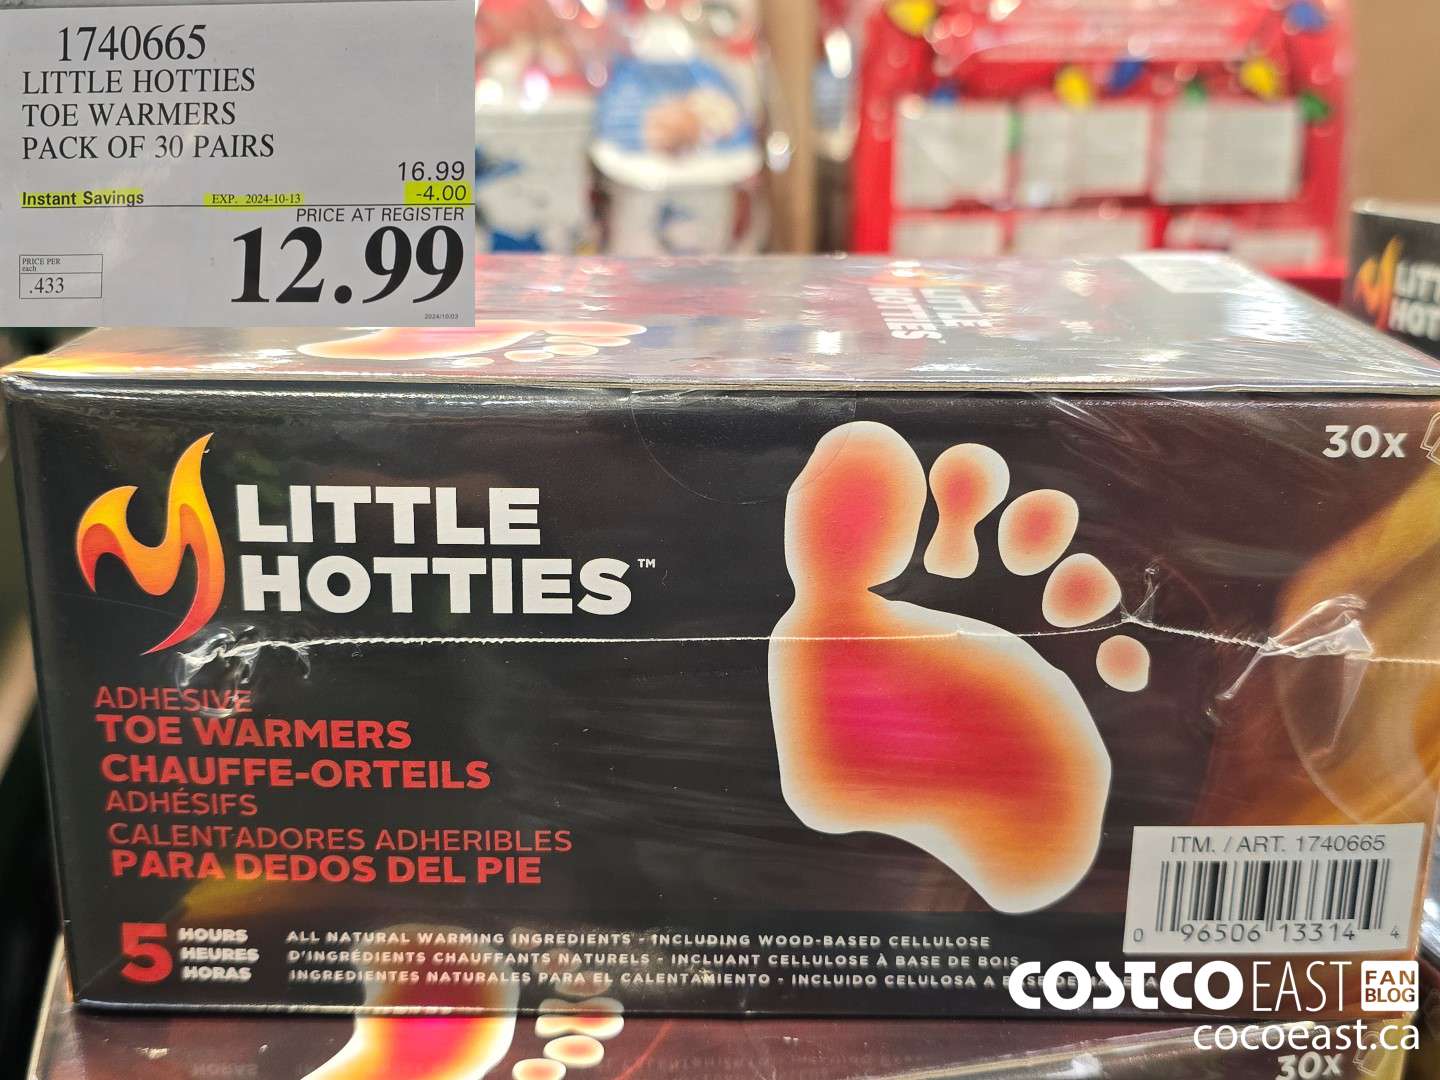 1740665
LITTLE HOTTIES
TOE WARMERS
PACK OF 30 PAIRS
16.99
Instant Savings EXP. 2024-10-13 -4.00
PRICE AT REGISTER
12.99
PRICE PER
each
.433
2024/10/03
LITTLE
HOTTIES
30x
LITTLE
HOTTIES™
ADHESIVE
TOE WARMERS
CHAUFFE-ORTEILS
ADHÉSIFS
CALENTADORES ADHERIBLES
PARA DEDOS DEL PIE
5 HOURS
HEURES
HORAS
ALL NATURAL WARMING INGREDIENTS - INCLUDING WOOD-BASED CELLULOSE
D'INGRÉDIENTS CHAUFFANTS NATURELS - INCLUANT CELLULOSE À BASE DE BOIS
INGREDIENTES NATURALES PARA EL CALENTAMIENTO - INCLUIDO CELULOSA A
ITM. / ART. 1740665
0 96506 13314 4
COSTCO EAST FAN
BLOG
cocoeast.ca
30x